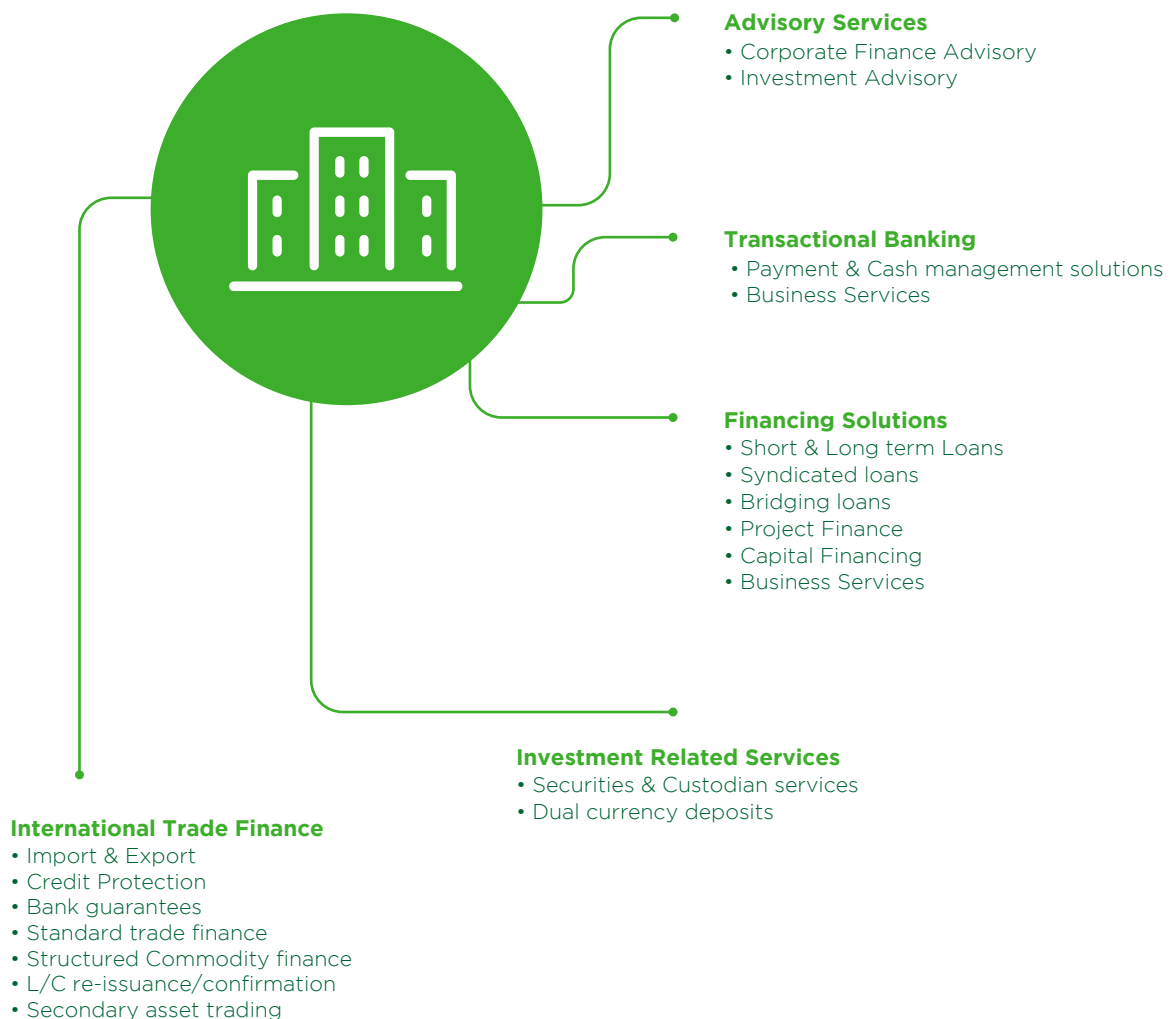 Advisory Services
• Corporate Finance Advisory
• Investment Advisory
Transactional Banking
• Payment & Cash management solutions
• Business Services
Financing Solutions
• Short & Long term Loans
• Syndicated loans
• Bridging loans
• Project Finance
• Capital Financing
• Business Services
Investment Related Services
• Securities & Custodian services
• Dual currency deposits
International Trade Finance
• Import & Export
• Credit Protection
• Bank guarantees
• Standard trade finance
• Structured Commodity finance
• L/C re-issuance/confirmation
• Secondary asset trading